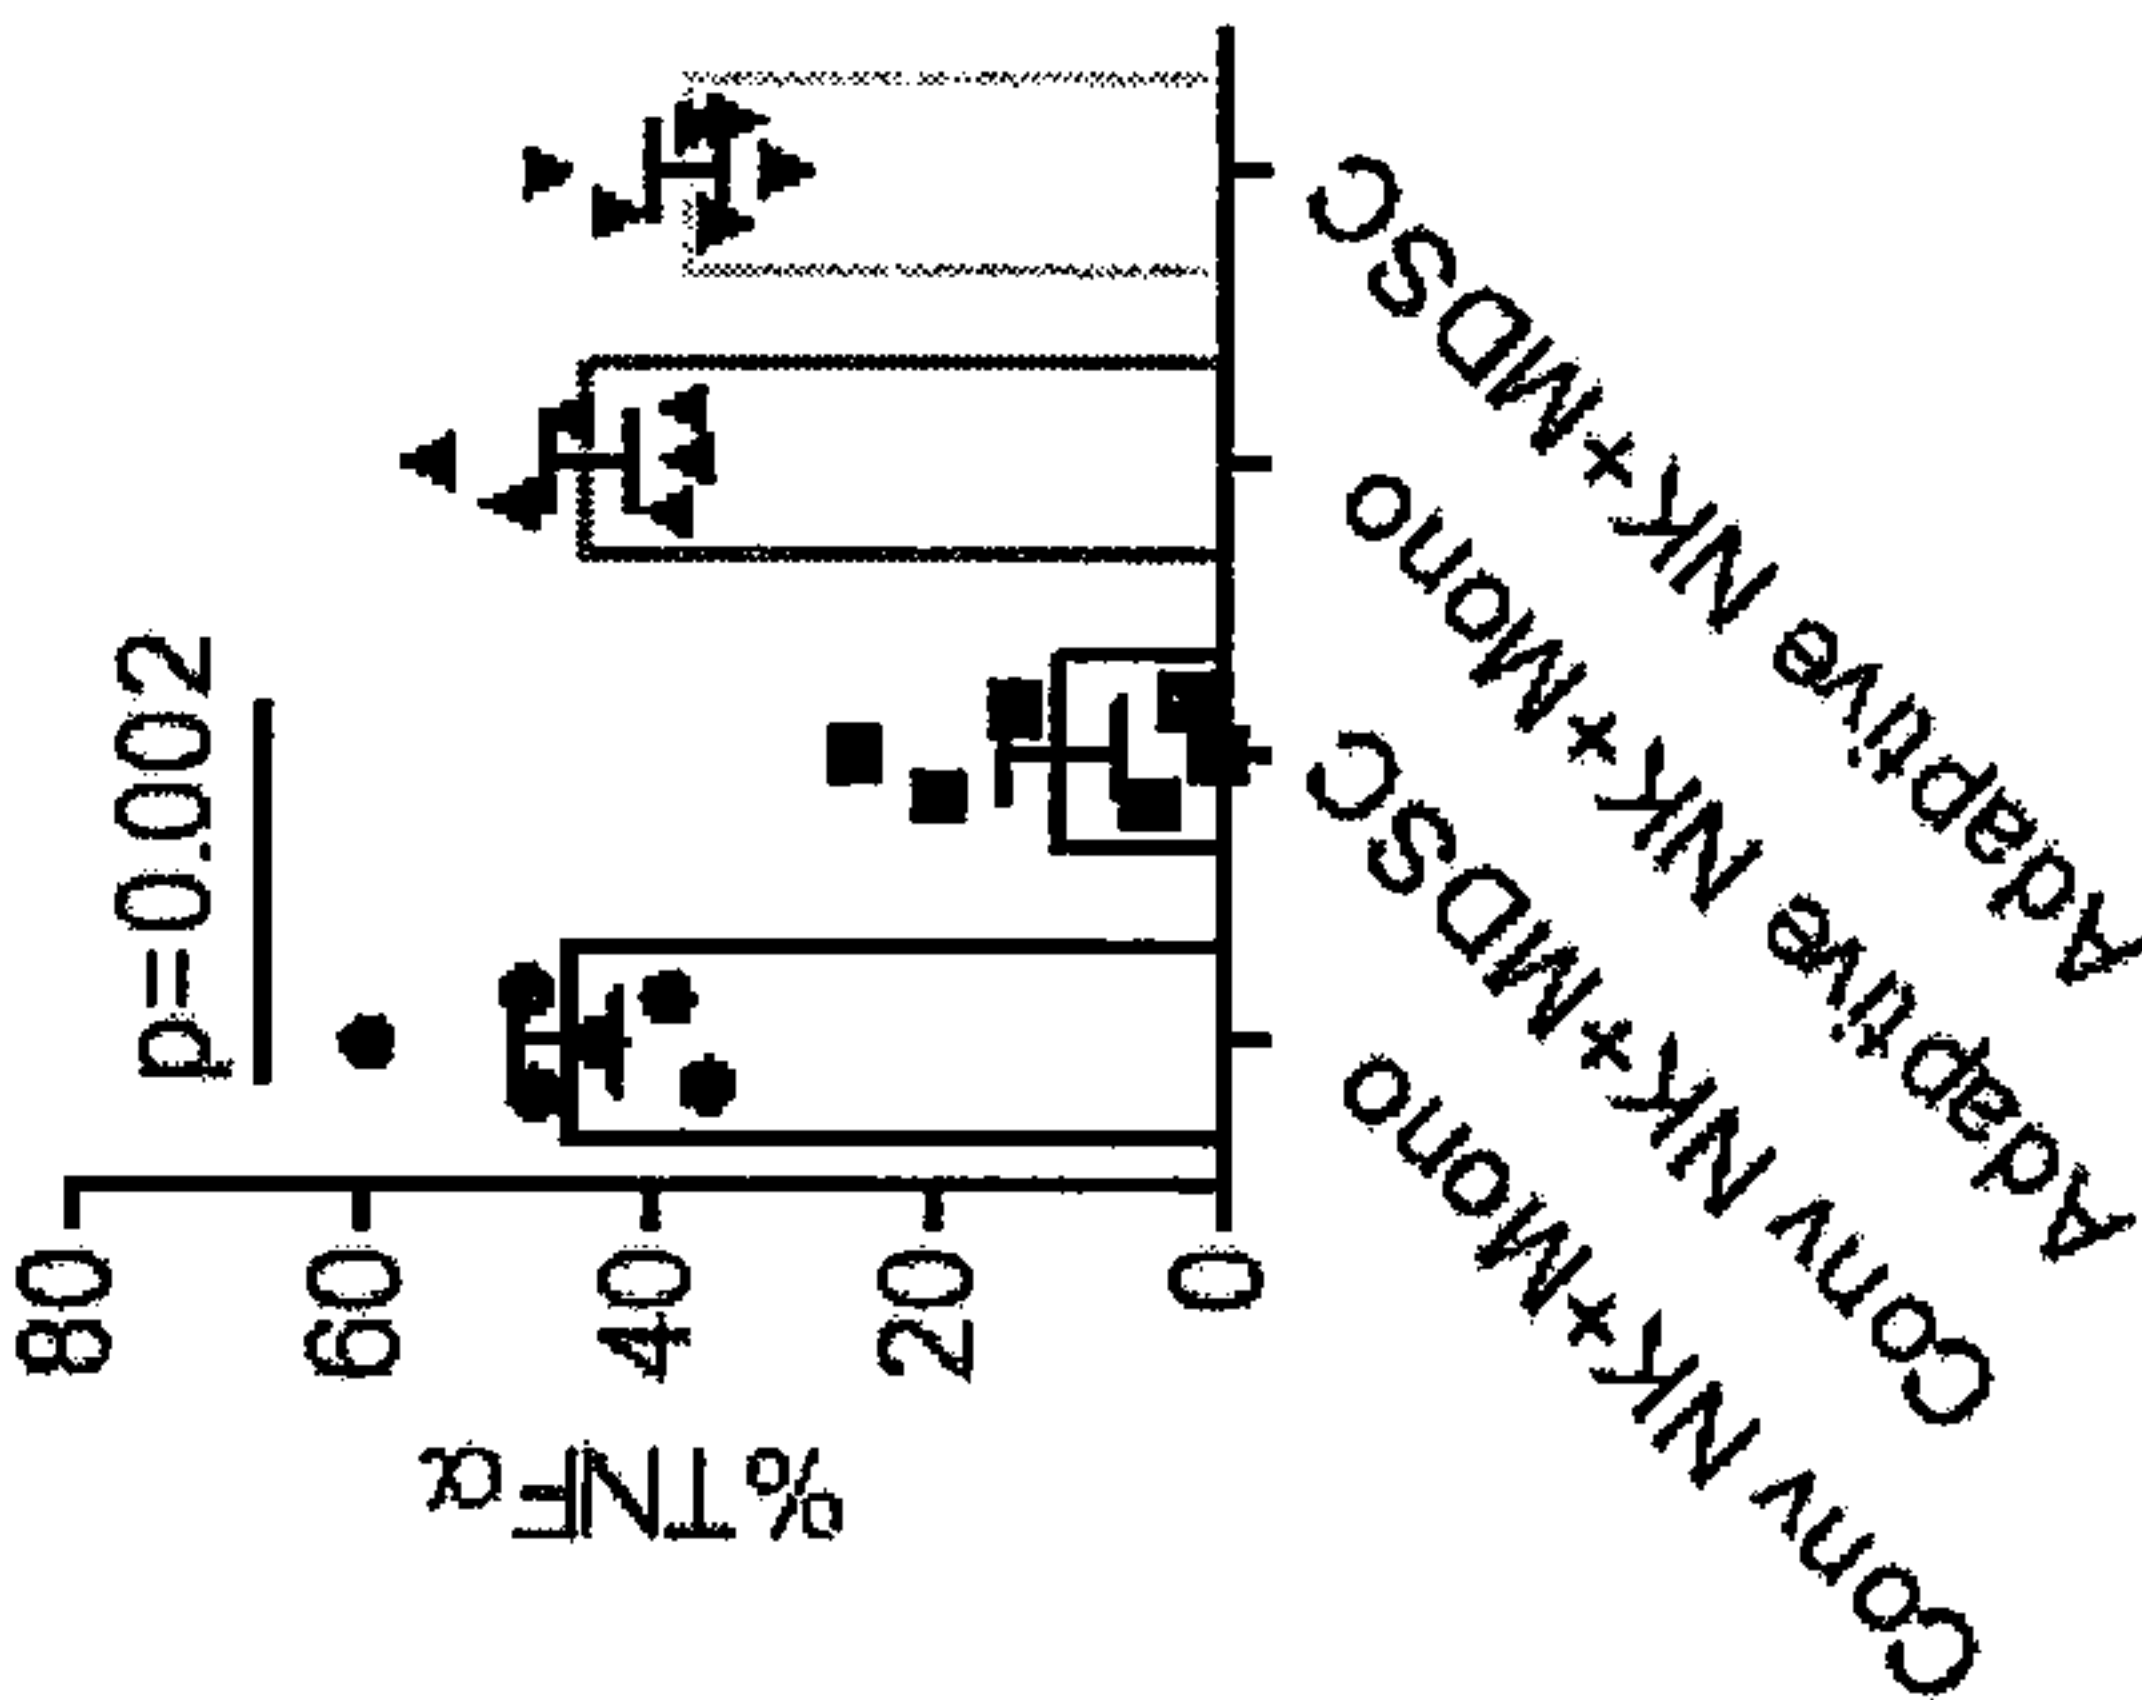 p=0.002
80
60
40
20
0
%TNFα
Conv NK+Mono
Conv NK+MDSC
Adaptive NK+Mono
Adaptive NK+MDSC